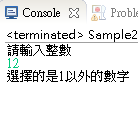 Console
Proble
<terminated> Sample2
請輸入整數
12
選擇的是1以外的數字